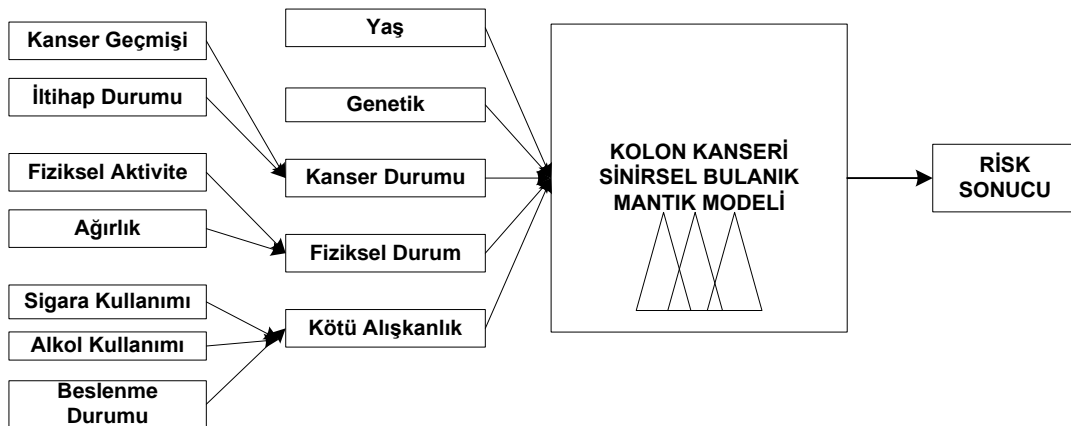 Kanser Geçmişi
İltihap Durumu
Fiziksel Aktivite
Ağırlık
Sigara Kullanımı
Alkol Kullanımı
Beslenme
Durumu
Yaş
Genetik
Kanser Durumu
Fiziksel Durum
Kötü Alışkanlık
KOLON KANSERİ
SİNİRSEL BULANIK
MANTIK MODELİ
RİSK
SONUCU